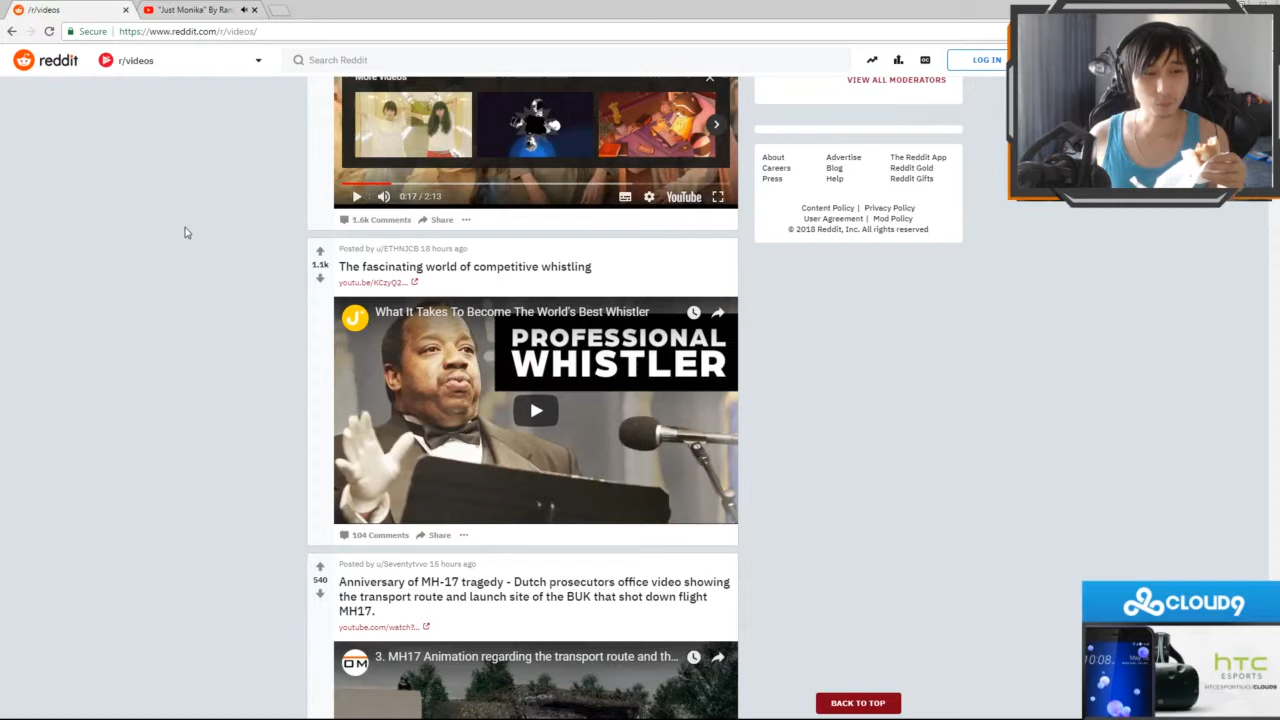 /r/videos
"Just Monika" By Ran
Secure
https://www.reddit.com/r/videos/
reddit
r/videos
Search Reddit
LOG IN
More Videos
VIEW ALL MODERATORS
About
Advertise
The Reddit App
Careers
Blog
Reddit Gold
Press
Help
Reddit Gifts
Content Policy | Privacy Policy
User Agreement | Mod Policy
© 2018 Reddit, Inc. All rights reserved
0:17 / 2:13
YouTube
1.6k Comments
Share
Posted by u/ETHNJCB 18 hours ago
1.1k
The fascinating world of competitive whistling
youtu.be/KCzyQ2...
What It Takes To Become The World's Best Whistler
PROFESSIONAL
WHISTLER
104 Comments
Share
Posted by u/Seventytvvo 15 hours ago
540
Anniversary of MH-17 tragedy - Dutch prosecutors office video showing
the transport route and launch site of the BUK that shot down flight
MH17.
youtube.com/watch?...
OM
3. MH17 Animation regarding the transport route and th...
BACK TO TOP
CLOUD9
10:08
hTC
ESPORTS
HTCESPORTS.IO/CLOUD9